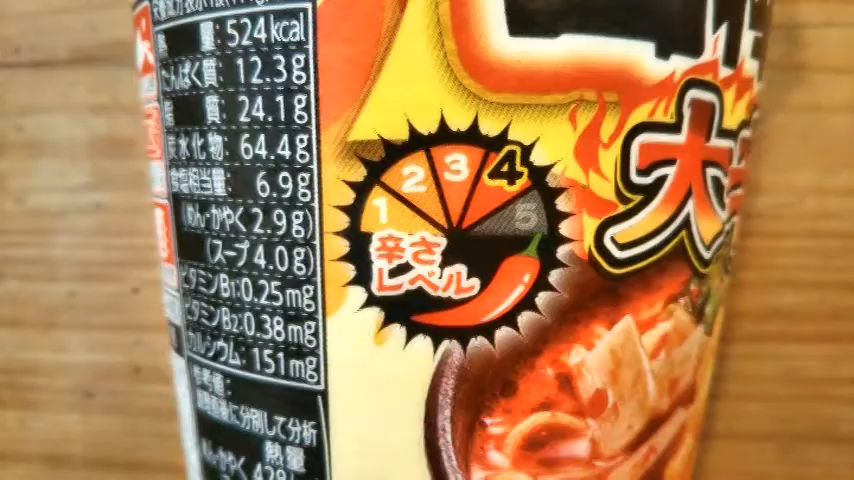 熱量: 524kcal
たんぱく質: 12.3g
脂質: 24.1g
炭水化物: 64.4g
食塩相当量: 6.9g
(めん・かやく 2.9g)
(スープ 4.0g)
ビタミンB1: 0.25mg
ビタミンB2: 0.38mg
カルシウム: 151mg
参考値:
調理直後に分別して分析
熱量
めん・かやく 429
1 2 3 4 5
辛さ
レベル
大